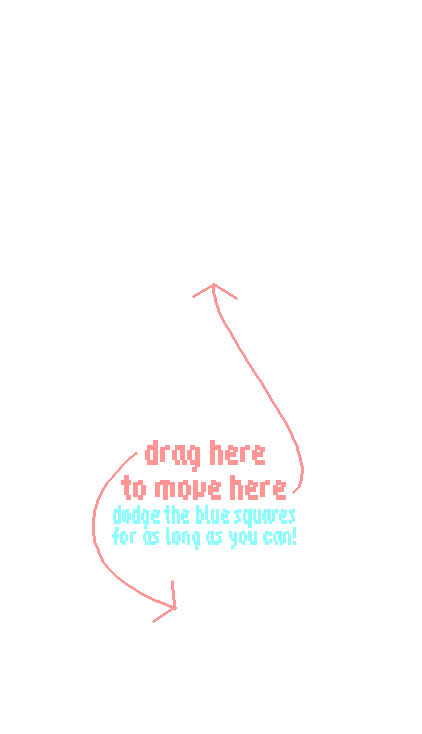 drag here
to move here
dodge the blue squares
for as long as you can!